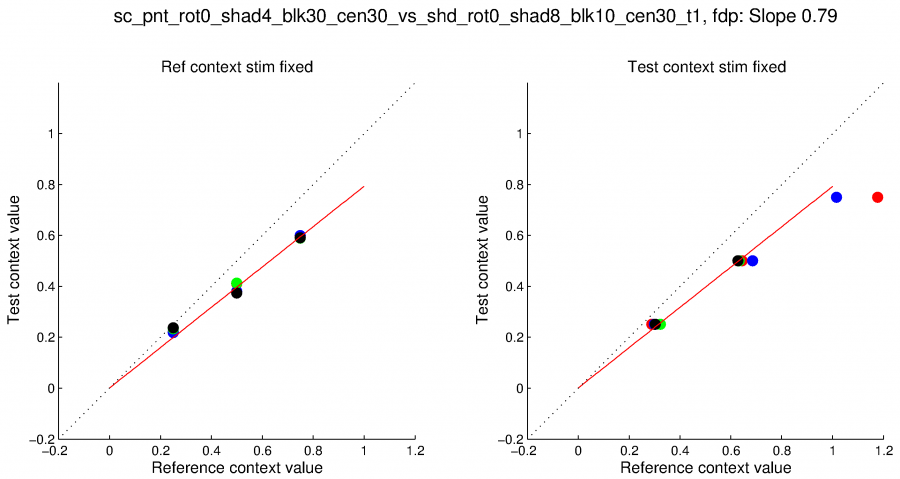 sc_pnt_rot0_shad4_blk30_cen30_vs_shd_rot0_shad8_blk10_cen30_t1, fdp: Slope 0.79
Ref context stim fixed
1
0.8
0.6
0.4
0.2
0
−0.2
−0.2 0 0.2 0.4 0.6 0.8 1 1.2
Test context value
Reference context value
Test context stim fixed
1
0.8
0.6
0.4
0.2
0
−0.2
−0.2 0 0.2 0.4 0.6 0.8 1 1.2
Test context value
Reference context value